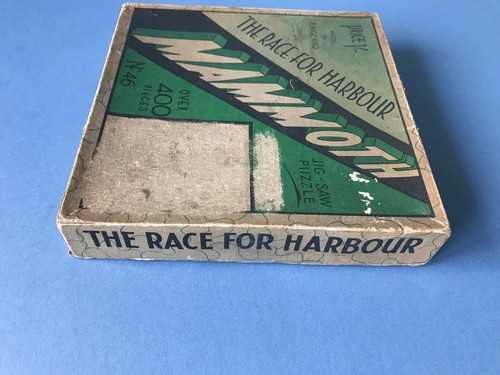 PRICE 1/-
MADE IN
ENGLAND
THE RACE FOR HARBOUR
MAMMOTH
JIG-SAW
PUZZLE
OVER
400
PIECES
Nº 46
THE RACE FOR HARBOUR